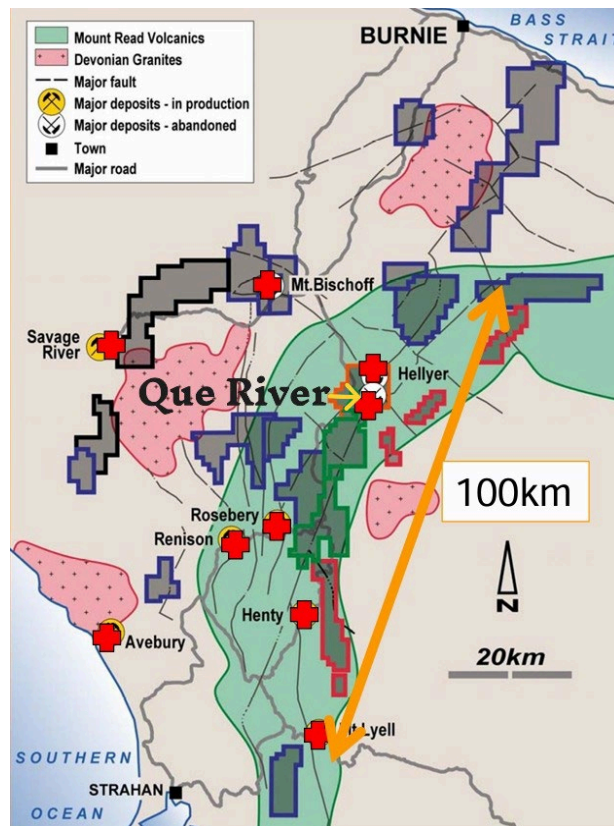 Mount Read Volcanics
Devonian Granites
Major fault
Major deposits - in production
Major deposits - abandoned
Town
Major road
BURNIE
BASS
STRAIT
Mt.Bischoff
Savage
River
Hellyer
Que River
100km
Rosebery
Renison
N
Henty
20km
Avebury
Lyell
SOUTHERN
OCEAN
STRAHAN